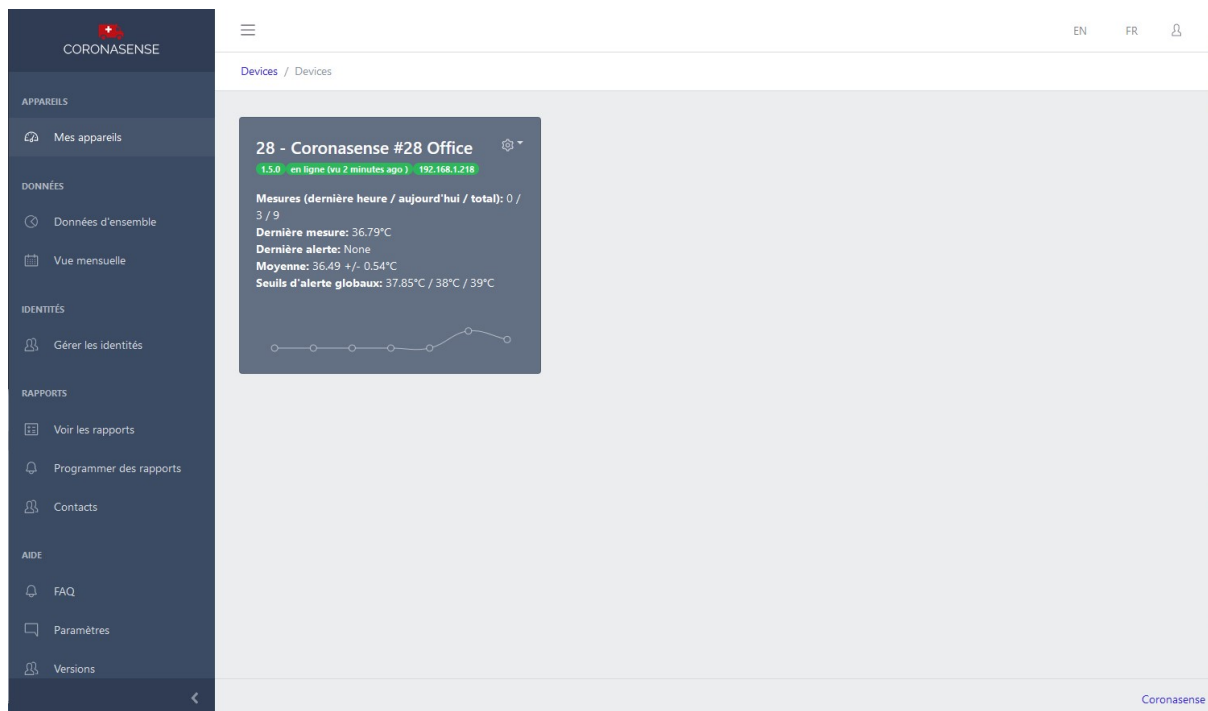 CORONASENSE
EN FR
Devices / Devices
APPAREILS
Mes appareils
DONNÉES
Données d'ensemble
Vue mensuelle
IDENTITÉS
Gérer les identités
RAPPORTS
Voir les rapports
Programmer des rapports
Contacts
AIDE
FAQ
Paramètres
Versions
28 - Coronasense #28 Office
1.5.0 en ligne (vu 2 minutes ago ) 192.168.1.218
Mesures (dernière heure / aujourd'hui / total): 0 /
3 / 9
Dernière mesure: 36.79°C
Dernière alerte: None
Moyenne: 36.49 +/- 0.54°C
Seuils d'alerte globaux: 37.85°C / 38°C / 39°C
Coronasense